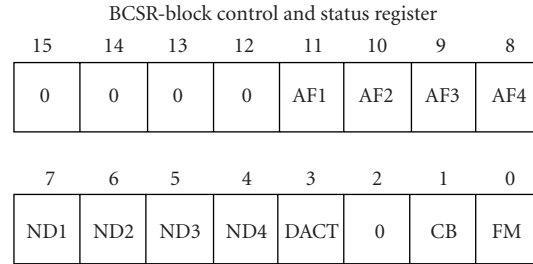 BCSR-block control and status register
15 14 13 12 11 10 9 8
0 0 0 0 AF1 AF2 AF3 AF4
7 6 5 4 3 2 1 0
ND1 ND2 ND3 ND4 DACT 0 CB FM